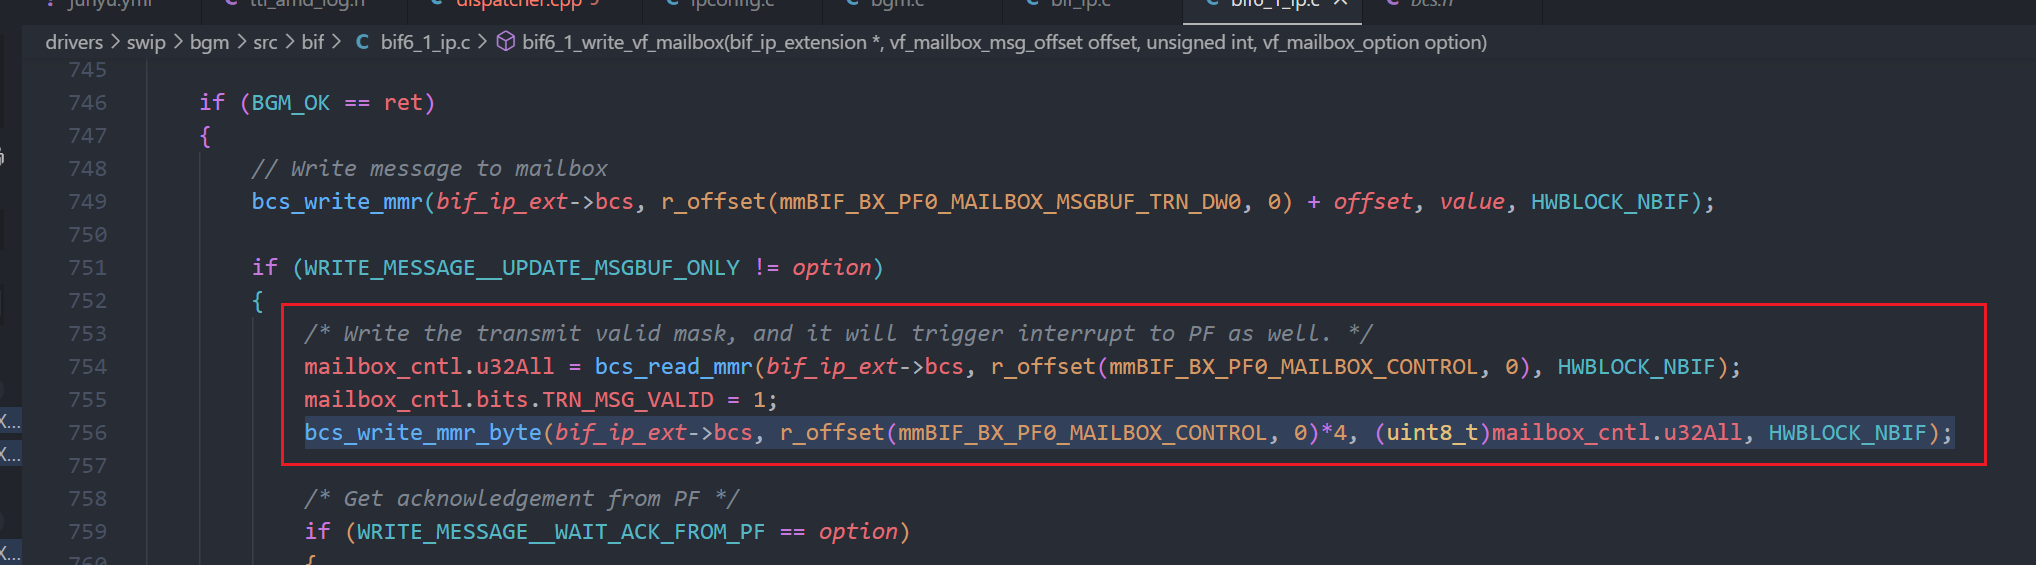 junyu.yml tti_amd_log.h dispatcher.cpp 9 ipconfig.c bgm.c bif_ip.c bif6_1_ip.c bcs.h
drivers > swip > bgm > src > bif > C bif6_1_ip.c > bif6_1_write_vf_mailbox(bif_ip_extension *, vf_mailbox_msg_offset offset, unsigned int, vf_mailbox_option option)
745
746 if (BGM_OK == ret)
747 {
748 // Write message to mailbox
749 bcs_write_mmr(bif_ip_ext->bcs, r_offset(mmBIF_BX_PF0_MAILBOX_MSGBUF_TRN_DW0, 0) + offset, value, HWBLOCK_NBIF);
750
751 if (WRITE_MESSAGE__UPDATE_MSGBUF_ONLY != option)
752 {
753 /* Write the transmit valid mask, and it will trigger interrupt to PF as well. */
754 mailbox_cntl.u32All = bcs_read_mmr(bif_ip_ext->bcs, r_offset(mmBIF_BX_PF0_MAILBOX_CONTROL, 0), HWBLOCK_NBIF);
755 mailbox_cntl.bits.TRN_MSG_VALID = 1;
756 bcs_write_mmr_byte(bif_ip_ext->bcs, r_offset(mmBIF_BX_PF0_MAILBOX_CONTROL, 0)*4, (uint8_t)mailbox_cntl.u32All, HWBLOCK_NBIF);
757
758 /* Get acknowledgement from PF */
759 if (WRITE_MESSAGE__WAIT_ACK_FROM_PF == option)
760 {
X...
X...
X...